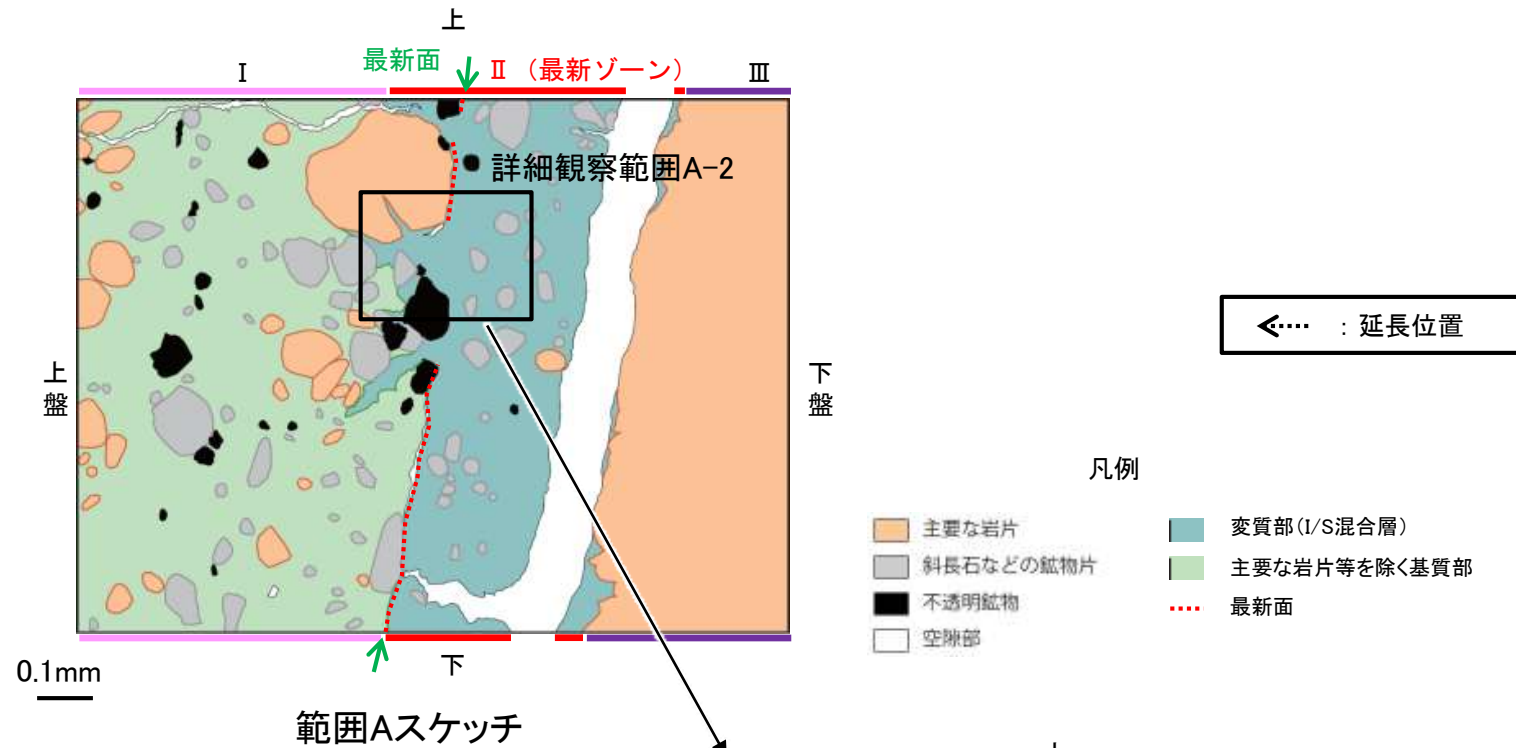 上
最新面
Ⅰ
Ⅱ (最新ゾーン)
Ⅲ
詳細観察範囲A-2
上盤
下盤
: 延長位置
凡例
主要な岩片
斜長石などの鉱物片
不透明鉱物
空隙部
変質部(I/S混合層)
主要な岩片等を除く基質部
最新面
下
0.1mm
範囲Aスケッチ